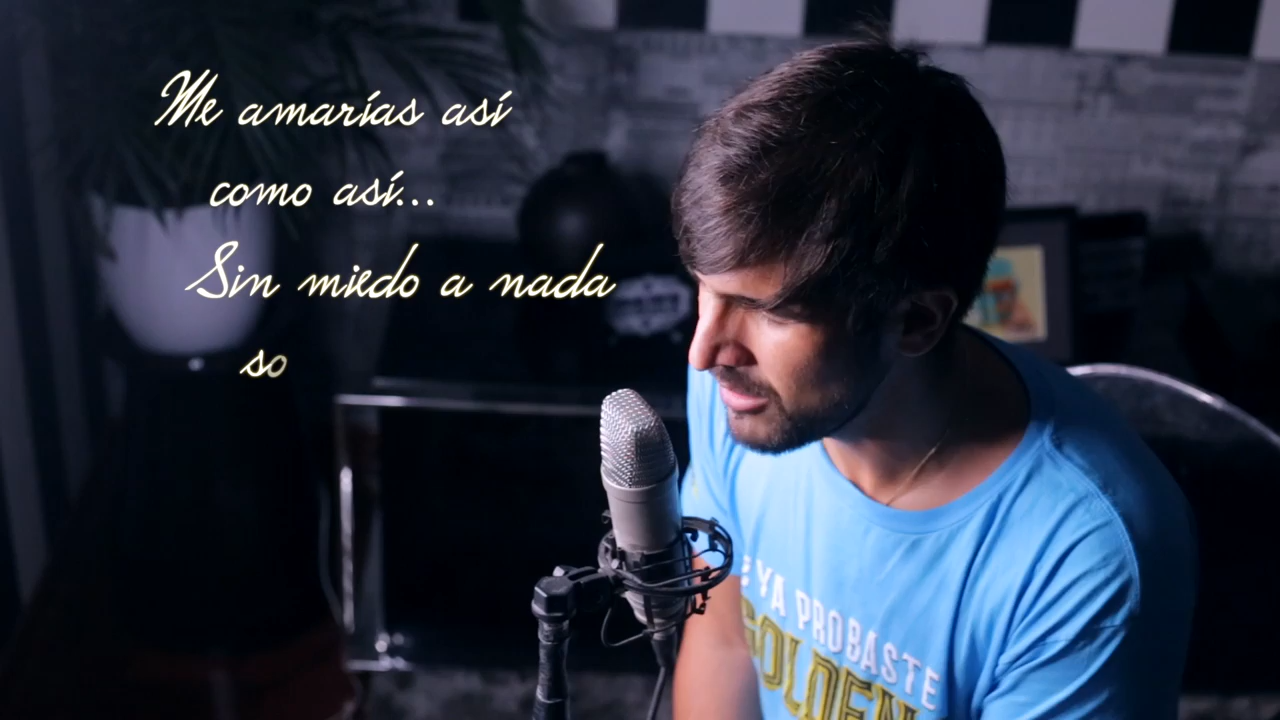 Me amarías así
como así...
Sin miedo a nada
so
YA PROBASTE
GOLDEN